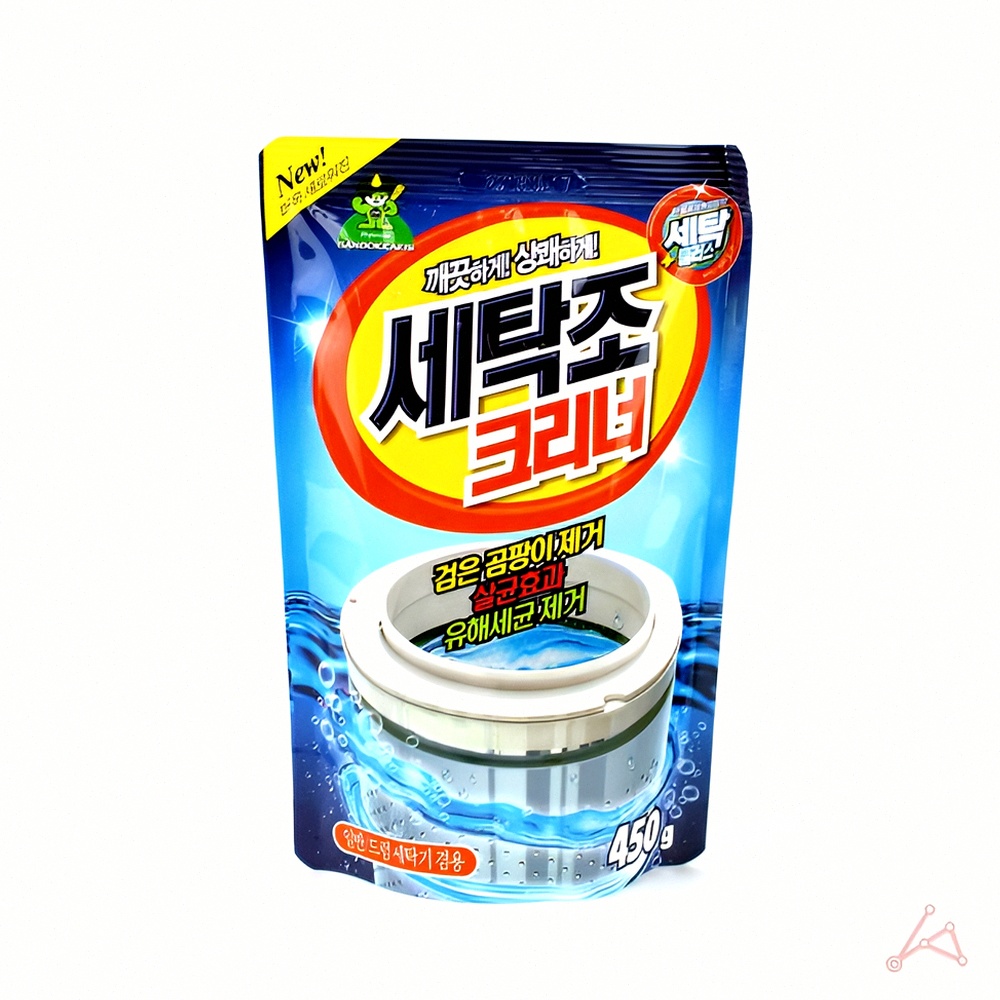 New!
깨끗하게! 상쾌하게!
세탁
세탁조
크리너
검은 곰팡이 제거
살균효과
유해세균 제거
일반 드럼세탁기 겸용
450g